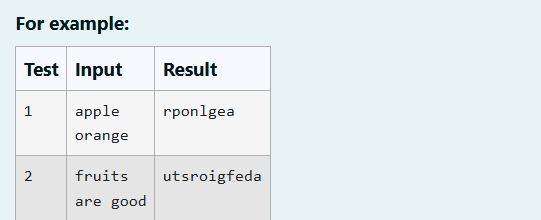 For example:
Test Input Result
1 apple rponlgea
orange
2 fruits utsroigfeda
are good